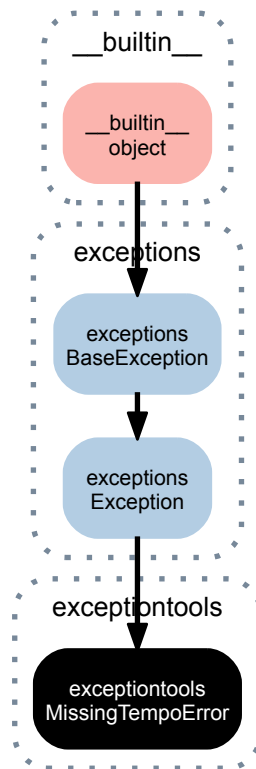 __builtin__
__builtin__
object
exceptions
exceptions
BaseException
exceptions
Exception
exceptiontools
exceptiontools
MissingTempoError